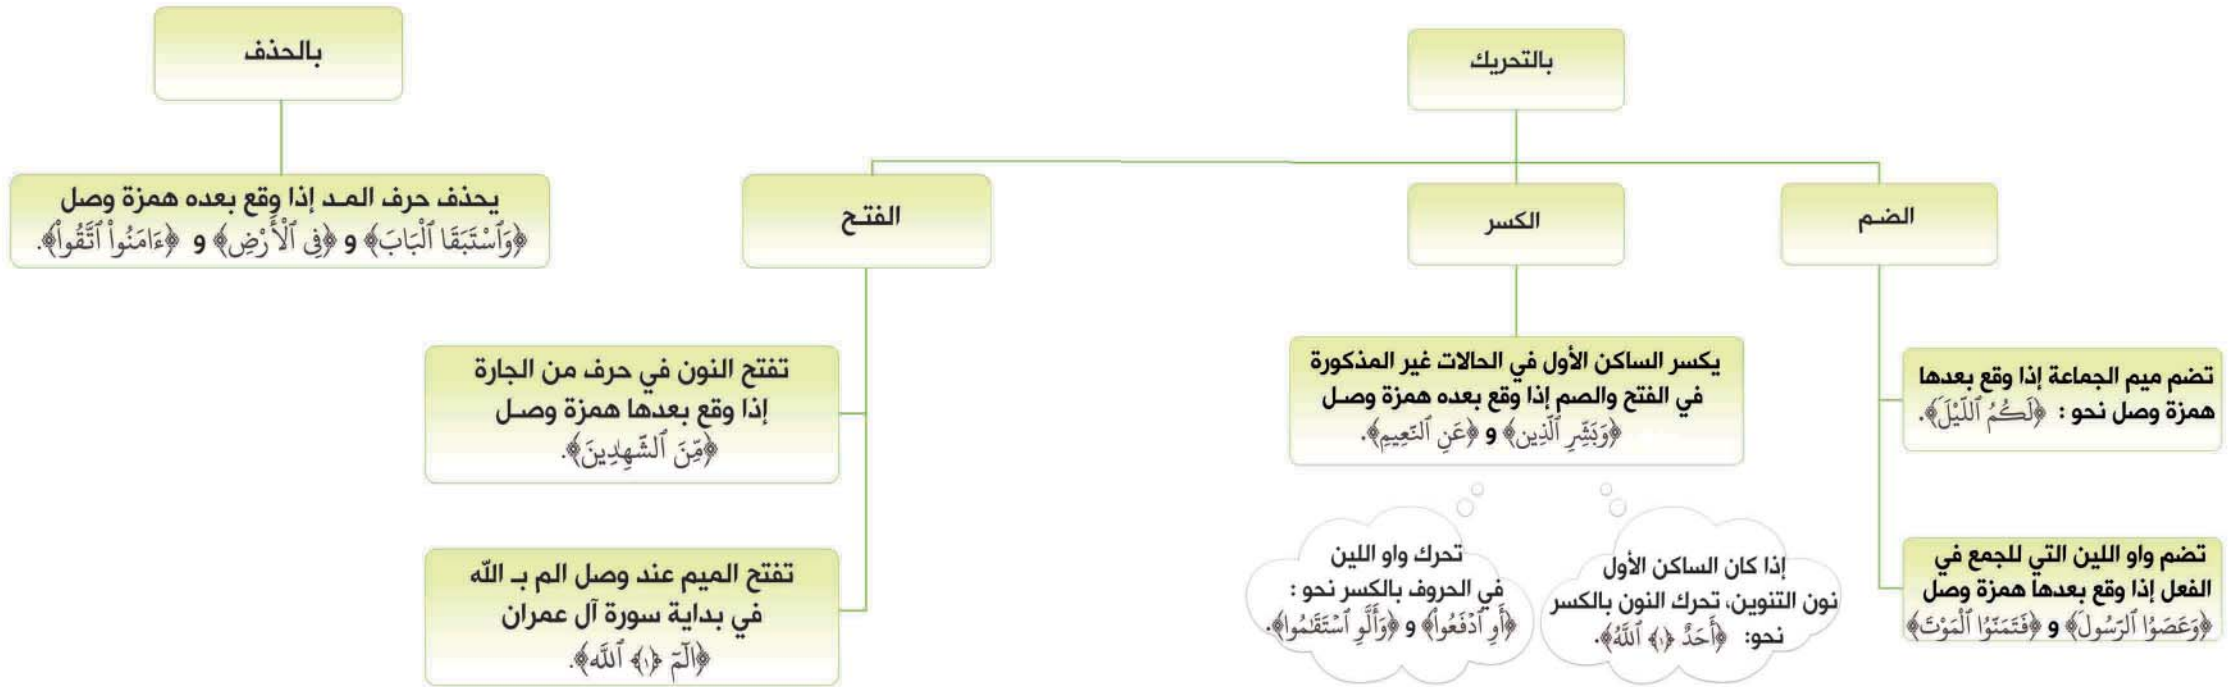 بالتحريك
بالحذف
الضم
الكسر
الفتح
يحذف حرف المد إذا وقع بعده همزة وصل
﴿وَٱسْتَبَقَا ٱلْبَابَ﴾ و ﴿فِى ٱلْأَرْضِ﴾ و ﴿ءَامَنُوا۟ ٱتَّقُوا۟﴾.
تضم ميم الجماعة إذا وقع بعدها
همزة وصل نحو : ﴿لَكُمُ ٱللَّيْلَ﴾.
تضم واو اللين التي للجمع في
الفعل إذا وقع بعدها همزة وصل
﴿وَعَصَوُا۟ ٱلرَّسُولَ﴾ و ﴿فَتَمَنَّوُا۟ ٱلْمَوْتَ﴾
يكسر الساكن الأول في الحالات غير المذكورة
في الفتح والصم إذا وقع بعده همزة وصل
﴿وَبَشِّرِ ٱلَّذِين﴾ و ﴿عَنِ ٱلنَّعِيمِ﴾.
إذا كان الساكن الأول
نون التنوين، تحرك النون بالكسر
نحو: ﴿أَحَدٌ ﴿١﴾ ٱللَّهُ﴾.
تحرك واو اللين
في الحروف بالكسر نحو :
﴿أَوِ ٱدْفَعُوا۟﴾ و ﴿وَأَلَّوِ ٱسْتَقَٰمُوا۟﴾.
تفتح النون في حرف من الجارة
إذا وقع بعدها همزة وصل
﴿مِّنَ ٱلشَّٰهِدِينَ﴾.
تفتح الميم عند وصل الم بـ اللّه
في بداية سورة آل عمران
﴿الٓمٓ ﴿١﴾ ٱللَّه﴾.